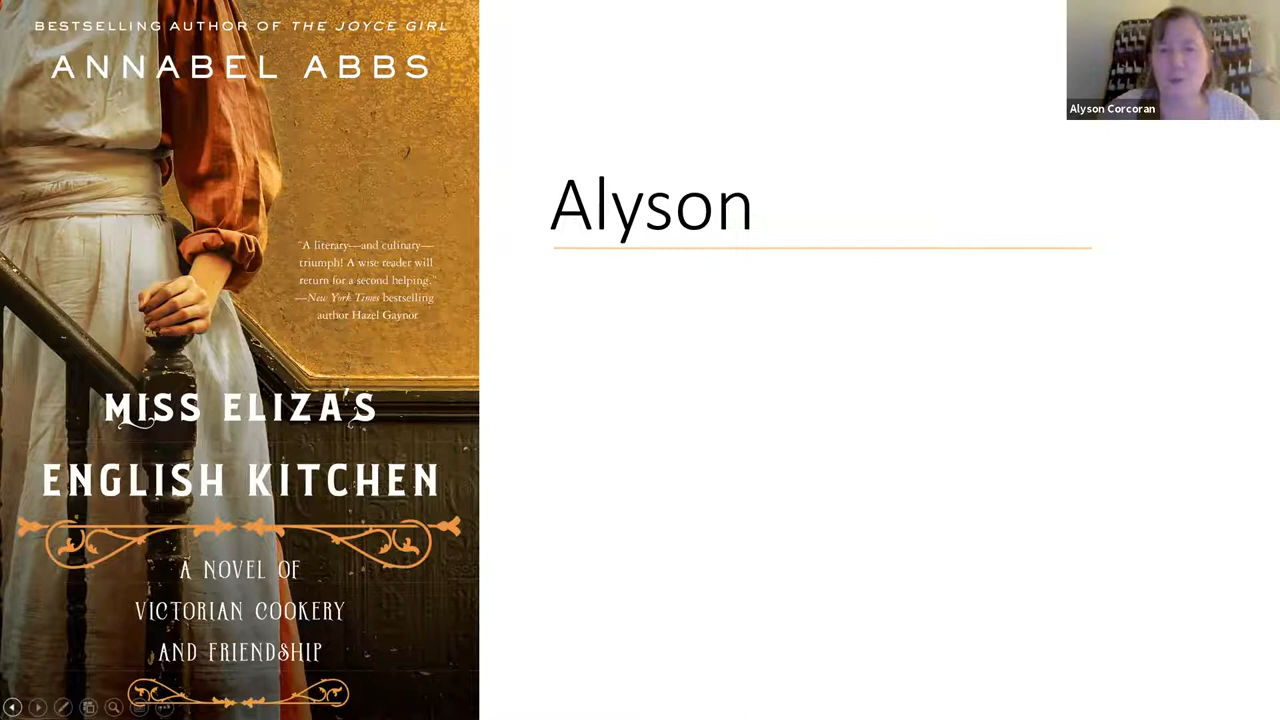 BESTSELLING AUTHOR OF THE JOYCE GIRL
ANNABEL ABBS
"A literary—and culinary—
triumph! A wise reader will
return for a second helping."
—New York Times bestselling
author Hazel Gaynor
MISS ELIZA'S
ENGLISH KITCHEN
A NOVEL OF
VICTORIAN COOKERY
AND FRIENDSHIP
Alyson
Alyson Corcoran